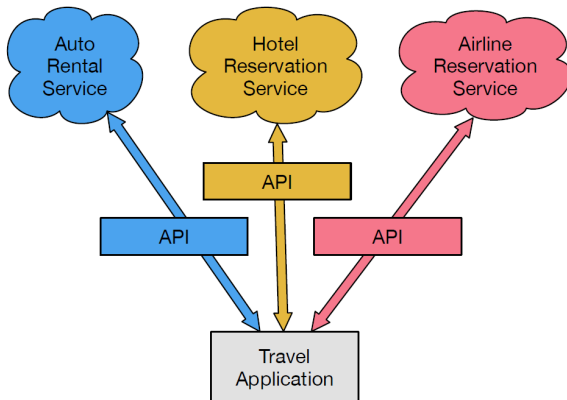 Auto
Rental
Service
Hotel
Reservation
Service
Airline
Reservation
Service
API
API
API
Travel
Application